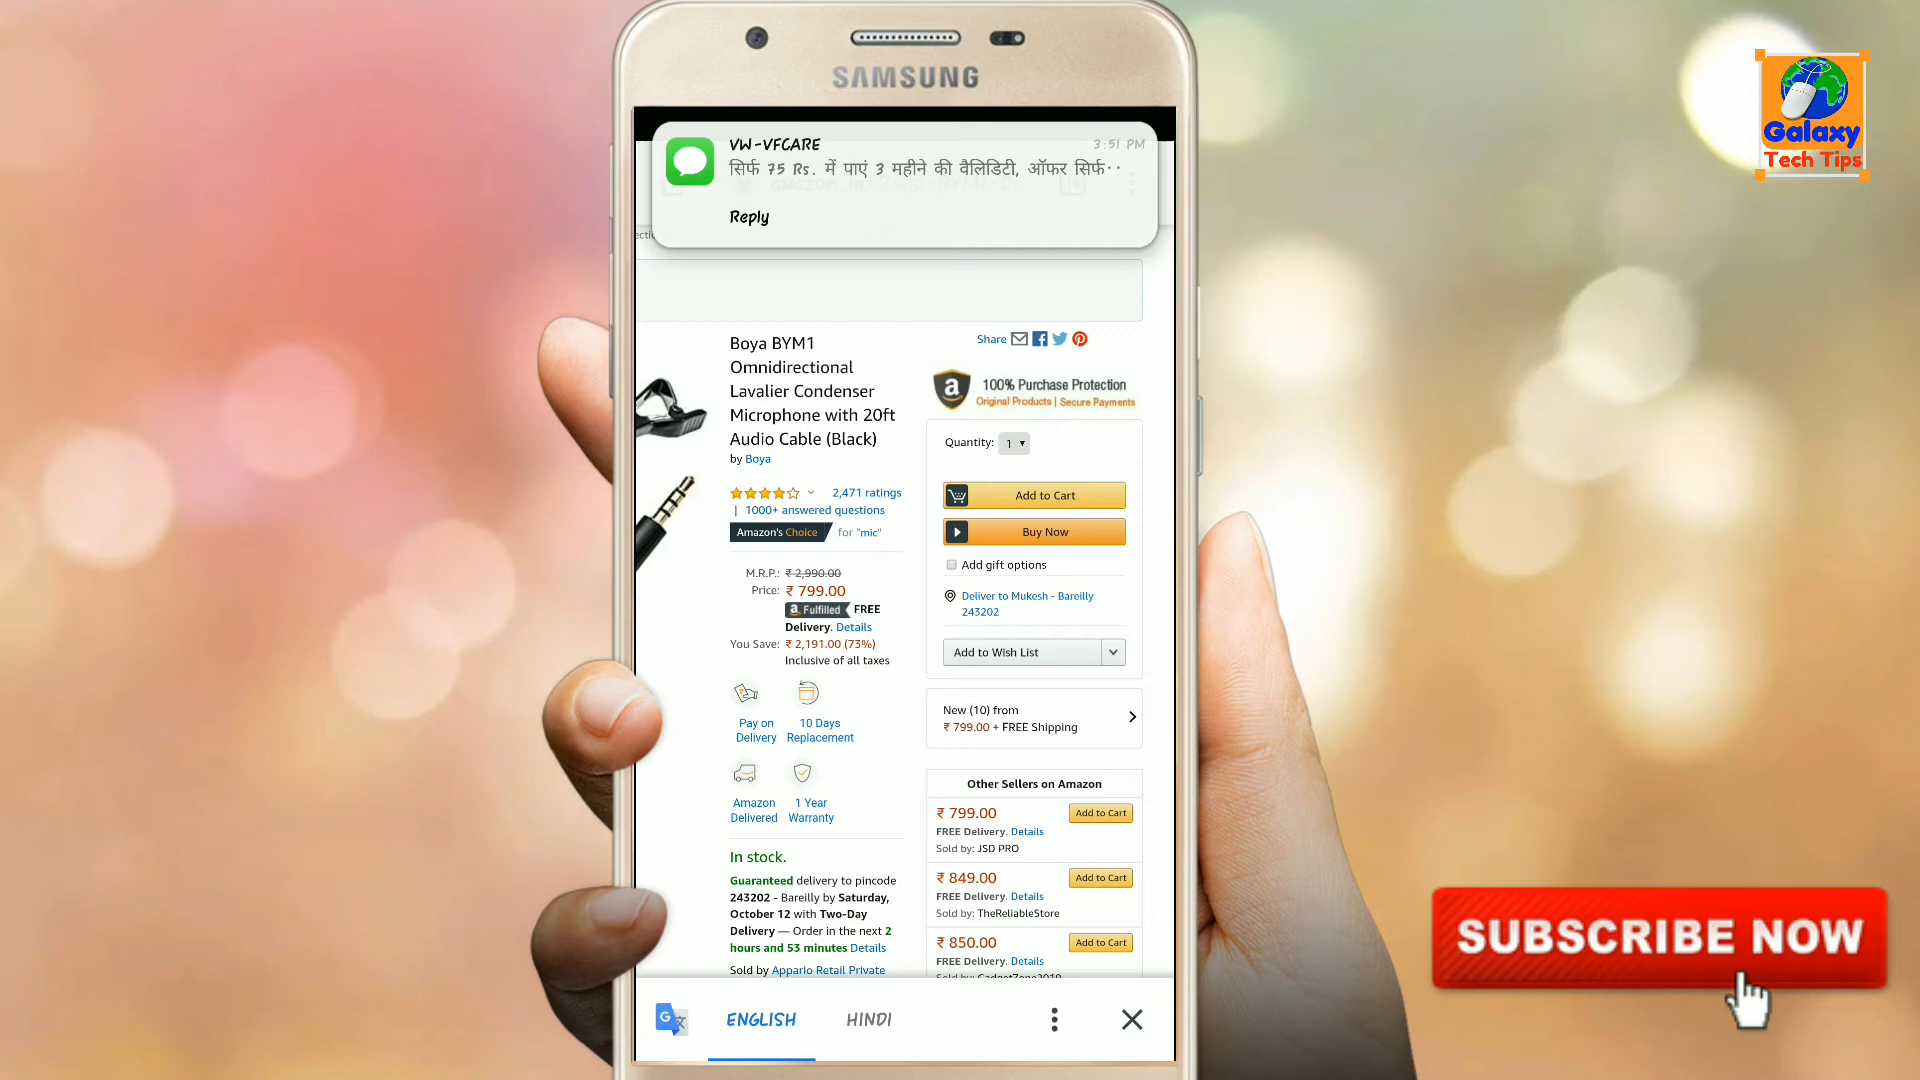 SAMSUNG
VW-VFCARE
3:51 PM
सिर्फ 75 Rs. में पाएं 3 महीने की वैलिडिटी, ऑफर सिर्फ··
Reply
Boya BYM1
Omnidirectional
Lavalier Condenser
Microphone with 20ft
Audio Cable (Black)
by Boya
2,471 ratings
| 1000+ answered questions
Amazon's Choice for "mic"
M.R.P.: ₹ 2,990.00
Price: ₹ 799.00
a Fulfilled FREE
Delivery. Details
You Save: ₹ 2,191.00 (73%)
Inclusive of all taxes
Pay on Delivery
10 Days Replacement
Amazon Delivered
1 Year Warranty
In stock.
Guaranteed delivery to pincode
243202 - Bareilly by Saturday,
October 12 with Two-Day
Delivery — Order in the next 2
hours and 53 minutes Details
Sold by Appario Retail Private
Share
a
100% Purchase Protection
Original Products | Secure Payments
Quantity: 1
Add to Cart
Buy Now
Add gift options
Deliver to Mukesh - Bareilly
243202
Add to Wish List
New (10) from
₹ 799.00 + FREE Shipping
Other Sellers on Amazon
₹ 799.00 Add to Cart
FREE Delivery. Details
Sold by: JSD PRO
₹ 849.00 Add to Cart
FREE Delivery. Details
Sold by: TheReliableStore
₹ 850.00 Add to Cart
FREE Delivery. Details
G ENGLISH HINDI
Galaxy
Tech Tips
SUBSCRIBE NOW